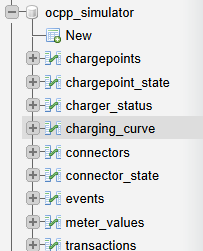 ocpp_simulator
New
chargepoints
chargepoint_state
charger_status
charging_curve
connectors
connector_state
events
meter_values
transactions